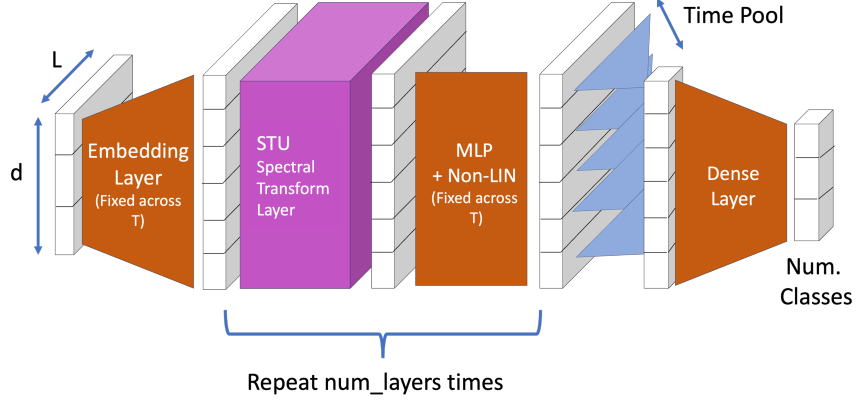 L
d
Embedding
Layer
(Fixed across
T)
STU
Spectral
Transform
Layer
MLP
+ Non-LIN
(Fixed across
T)
Time Pool
Dense
Layer
Num.
Classes
Repeat num_layers times